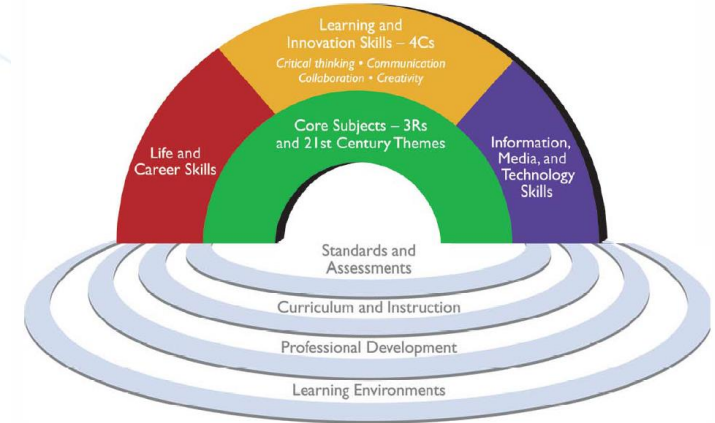 Learning and
Innovation Skills – 4Cs
Critical thinking • Communication
Collaboration • Creativity
Core Subjects – 3Rs
and 21st Century Themes
Life and
Career Skills
Information,
Media, and
Technology
Skills
Standards and
Assessments
Curriculum and Instruction
Professional Development
Learning Environments